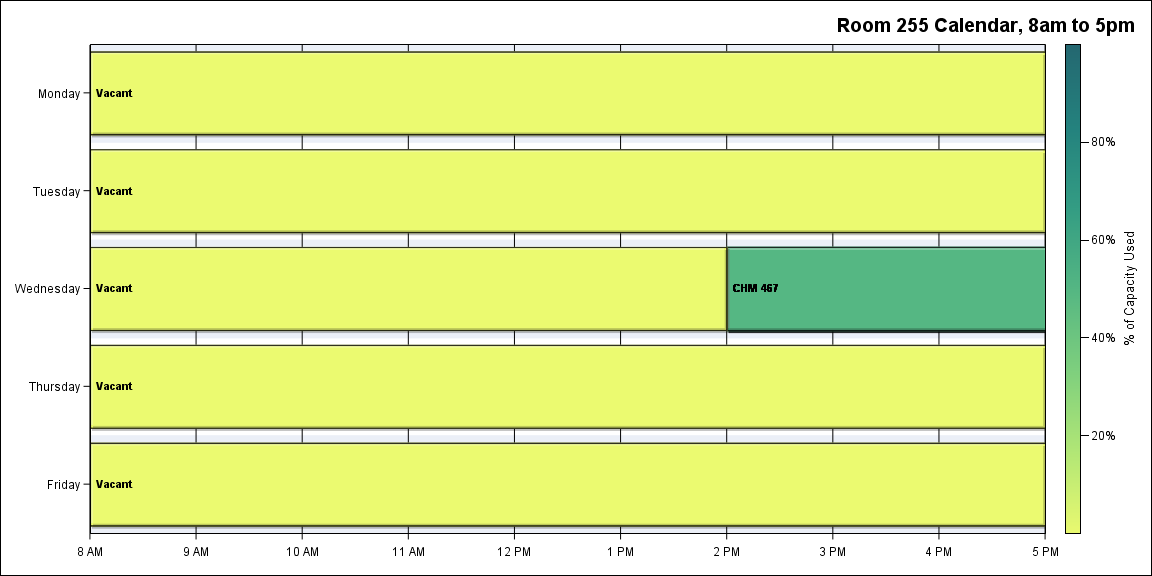 Room 255 Calendar, 8am to 5pm
Monday
Vacant
Tuesday
Vacant
Wednesday
Vacant
CHM 467
Thursday
Vacant
Friday
Vacant
8 AM
9 AM
10 AM
11 AM
12 PM
1 PM
2 PM
3 PM
4 PM
5 PM
80%
60%
40%
20%
% of Capacity Used